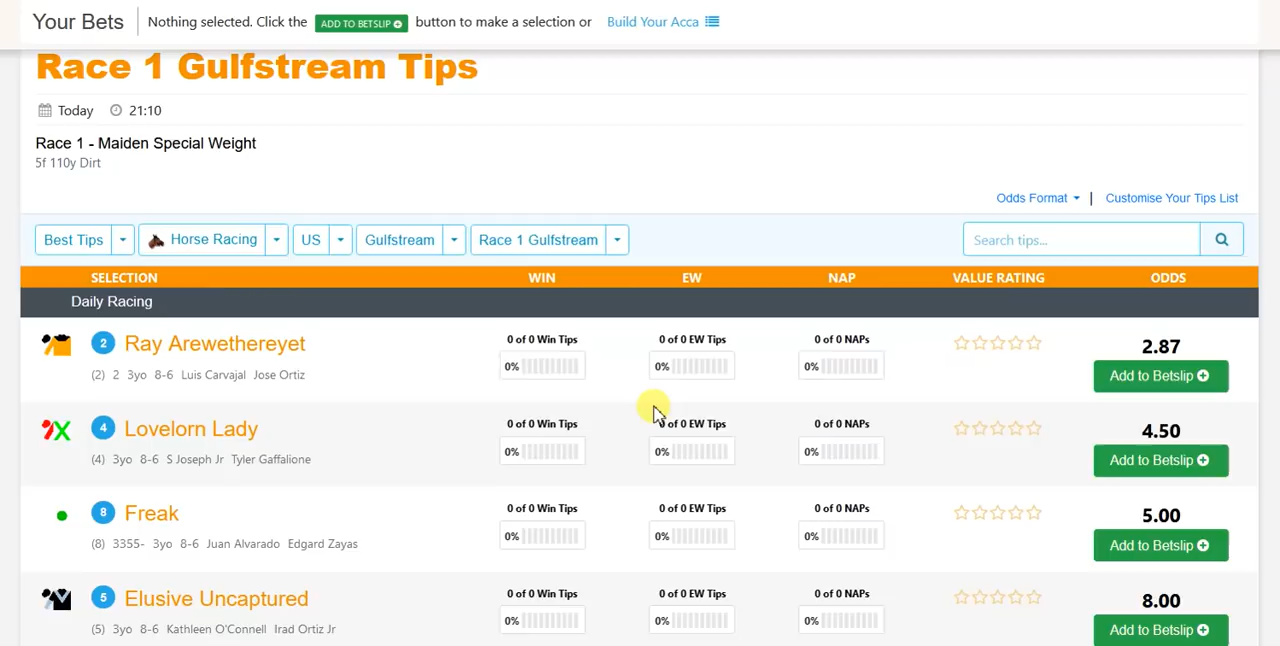 Your Bets Nothing selected. Click the ADD TO BETSLIP button to make a selection or Build Your Acca
Race 1 Gulfstream Tips
Today 21:10
Race 1 - Maiden Special Weight
5f 110y Dirt
Odds Format | Customise Your Tips List
Best Tips Horse Racing US Gulfstream Race 1 Gulfstream Search tips...
SELECTION WIN EW NAP VALUE RATING ODDS
Daily Racing
2 Ray Arewethereyet 0 of 0 Win Tips 0 of 0 EW Tips 0 of 0 NAPs 2.87
0% 0% 0% Add to Betslip
(2) 2 3yo 8-6 Luis Carvajal Jose Ortiz
4 Lovelorn Lady 0 of 0 Win Tips 0 of 0 EW Tips 0 of 0 NAPs 4.50
0% 0% 0% Add to Betslip
(4) 3yo 8-6 S Joseph Jr Tyler Gaffalione
8 Freak 0 of 0 Win Tips 0 of 0 EW Tips 0 of 0 NAPs 5.00
0% 0% 0% Add to Betslip
(8) 3355- 3yo 8-6 Juan Alvarado Edgard Zayas
5 Elusive Uncaptured 0 of 0 Win Tips 0 of 0 EW Tips 0 of 0 NAPs 8.00
0% 0% 0% Add to Betslip
(5) 3yo 8-6 Kathleen O'Connell Irad Ortiz Jr